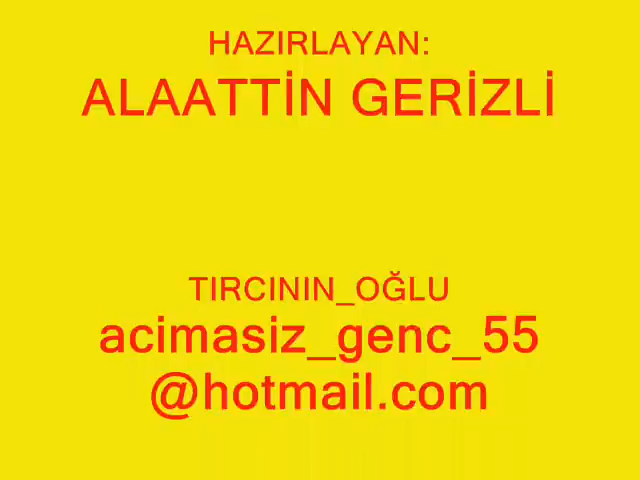 HAZIRLAYAN:
ALAATTİN GERİZLİ
TIRCININ_OĞLU
acimasiz_genc_55
@hotmail.com